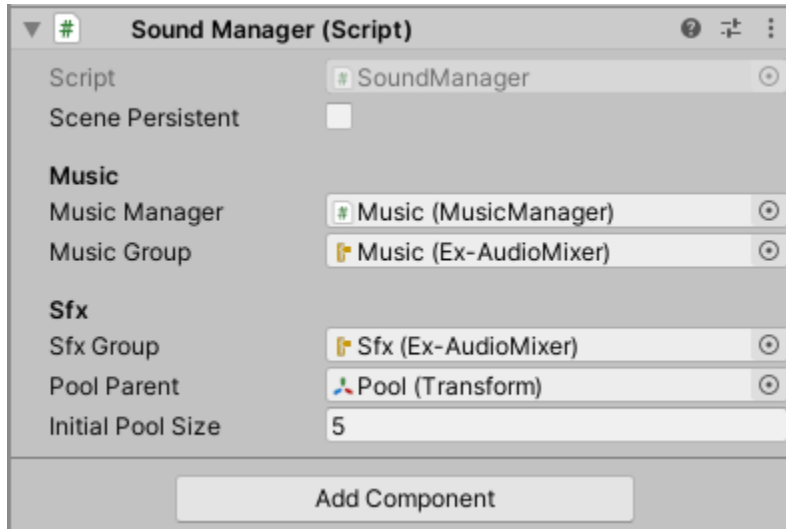 # Sound Manager (Script)
Script # SoundManager
Scene Persistent
Music
Music Manager # Music (MusicManager)
Music Group Music (Ex-AudioMixer)
Sfx
Sfx Group Sfx (Ex-AudioMixer)
Pool Parent Pool (Transform)
Initial Pool Size 5
Add Component